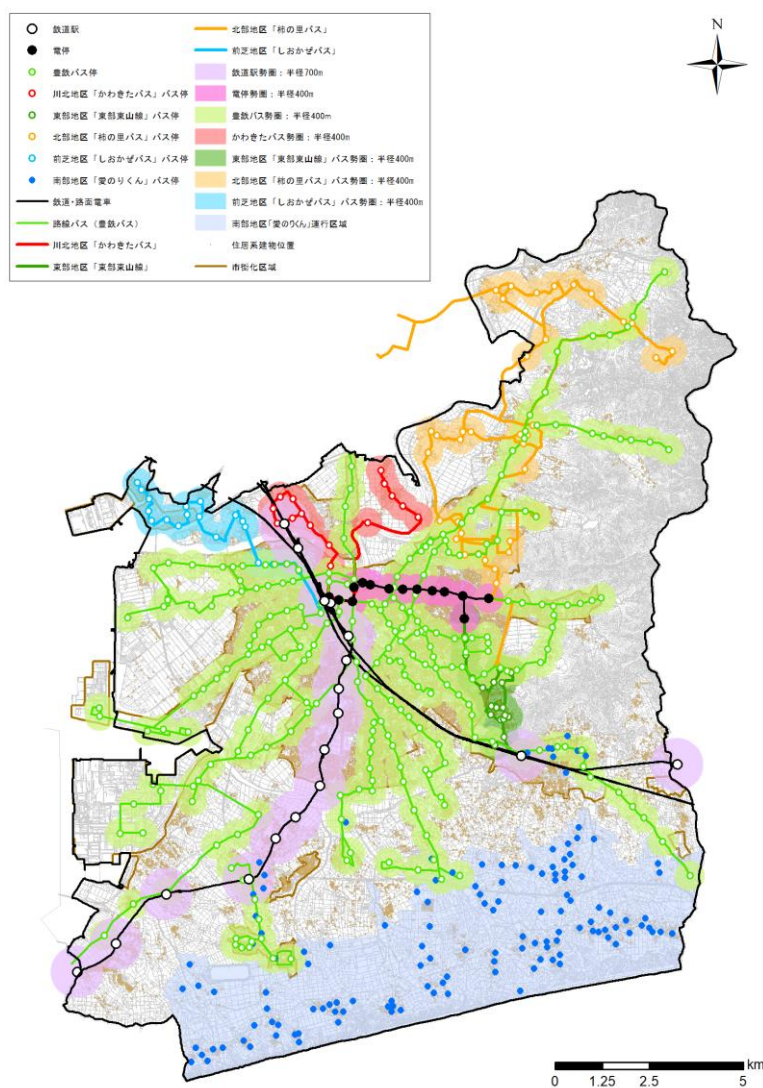 鉄道駅
電停
豊鉄バス停
川北地区「かわきたバス」バス停
東部地区「東部東山線」バス停
北部地区「柿の里バス」バス停
前芝地区「しおかぜバス」バス停
南部地区「愛のりくん」バス停
鉄道・路面電車
路線バス（豊鉄バス）
川北地区「かわきたバス」
東部地区「東部東山線」
北部地区「柿の里バス」
前芝地区「しおかぜバス」
鉄道駅勢圏：半径700m
電停勢圏：半径400m
豊鉄バス勢圏：半径400m
かわきたバス勢圏：半径400m
東部地区「東部東山線」バス勢圏：半径400m
北部地区「柿の里バス」バス勢圏：半径400m
前芝地区「しおかぜバス」バス勢圏：半径400m
南部地区「愛のりくん」運行区域
住居系建物位置
市街化区域
N
km
0 1.25 2.5 5